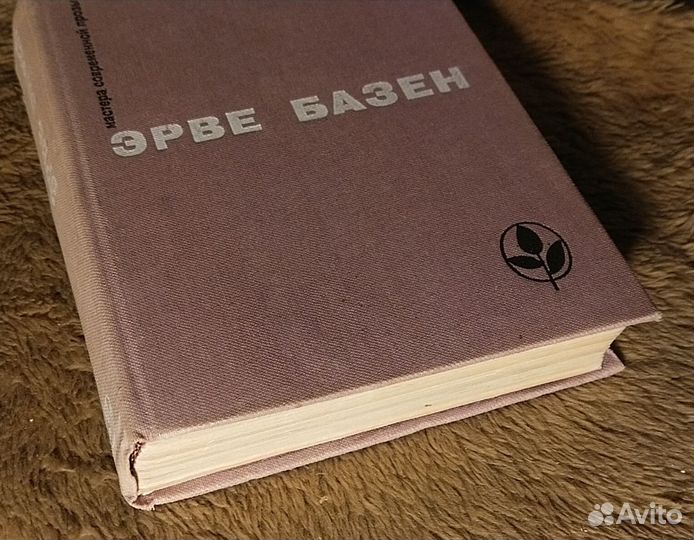 мастера современной прозы
ЭРВЕ БАЗЕН
Avito